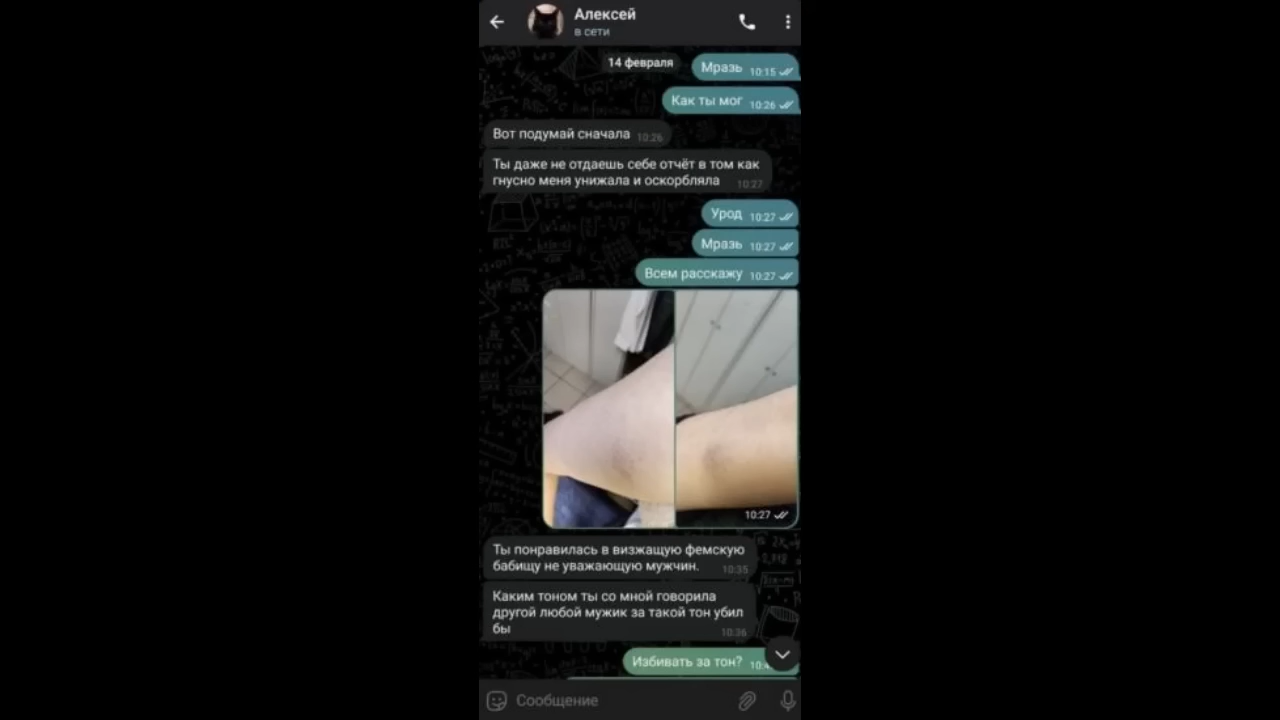 Алексей
в сети
14 февраля
Мразь 10:15
Как ты мог 10:26
Вот подумай сначала 10:26
Ты даже не отдаешь себе отчёт в том как
гнусно меня унижала и оскорбляла 10:27
Урод 10:27
Мразь 10:27
Всем расскажу 10:27
10:27
Ты понравилась в визжащую фемскую
бабищу не уважающую мужчин. 10:35
Каким тоном ты со мной говорила
другой любой мужик за такой тон убил
бы 10:36
Избивать за тон?
Сообщение